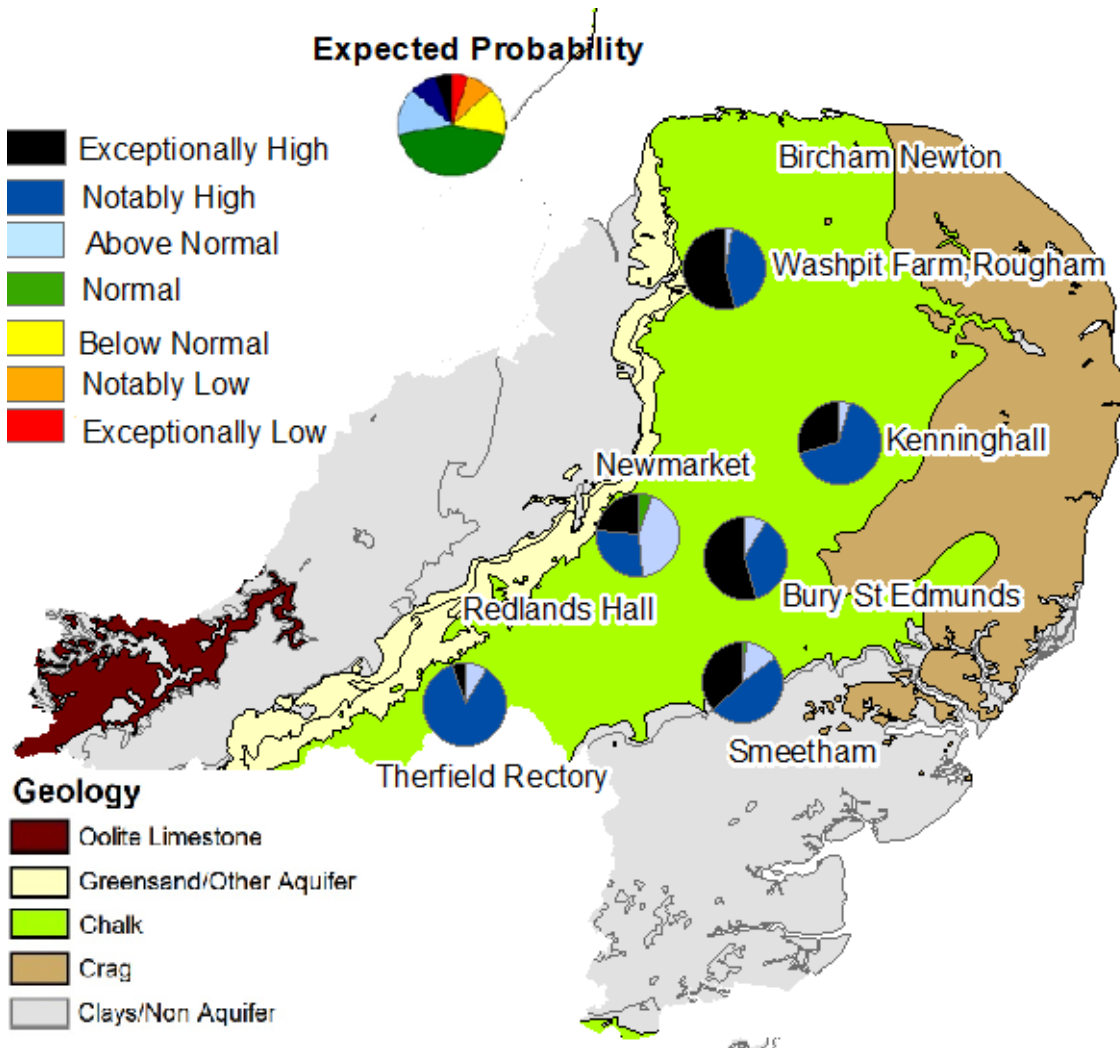 Expected Probability
Exceptionally High
Notably High
Above Normal
Normal
Below Normal
Notably Low
Exceptionally Low
Bircham Newton
Washpit Farm,Rougham
Kenninghall
Newmarket
Bury St Edmunds
Redlands Hall
Smeetham
Therfield Rectory
Geology
Oolite Limestone
Greensand/Other Aquifer
Chalk
Crag
Clays/Non Aquifer